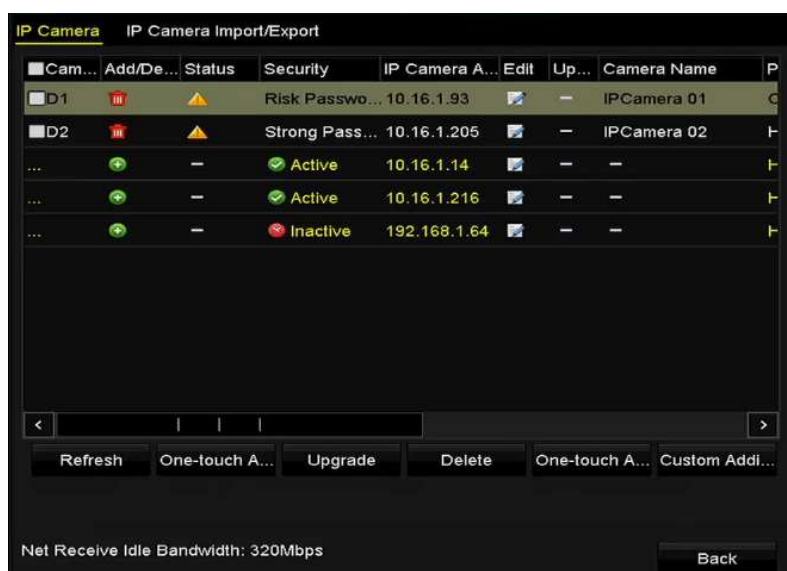 IP Camera IP Camera Import/Export
Cam... Add/De... Status Security IP Camera A... Edit Up... Camera Name P
D1 Risk Passwo... 10.16.1.93 — IPCamera 01
D2 Strong Pass... 10.16.1.205 — IPCamera 02
... — Active 10.16.1.14 — —
... — Active 10.16.1.216 — —
... — Inactive 192.168.1.64 — —
< >
Refresh One-touch A... Upgrade Delete One-touch A... Custom Addi...
Net Receive Idle Bandwidth: 320Mbps Back